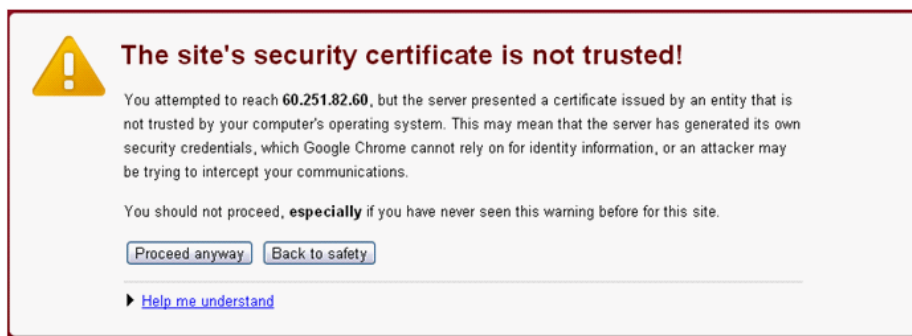 The site's security certificate is not trusted!
You attempted to reach 60.251.82.60, but the server presented a certificate issued by an entity that is
not trusted by your computer's operating system. This may mean that the server has generated its own
security credentials, which Google Chrome cannot rely on for identity information, or an attacker may
be trying to intercept your communications.
You should not proceed, especially if you have never seen this warning before for this site.
Proceed anyway Back to safety
Help me understand